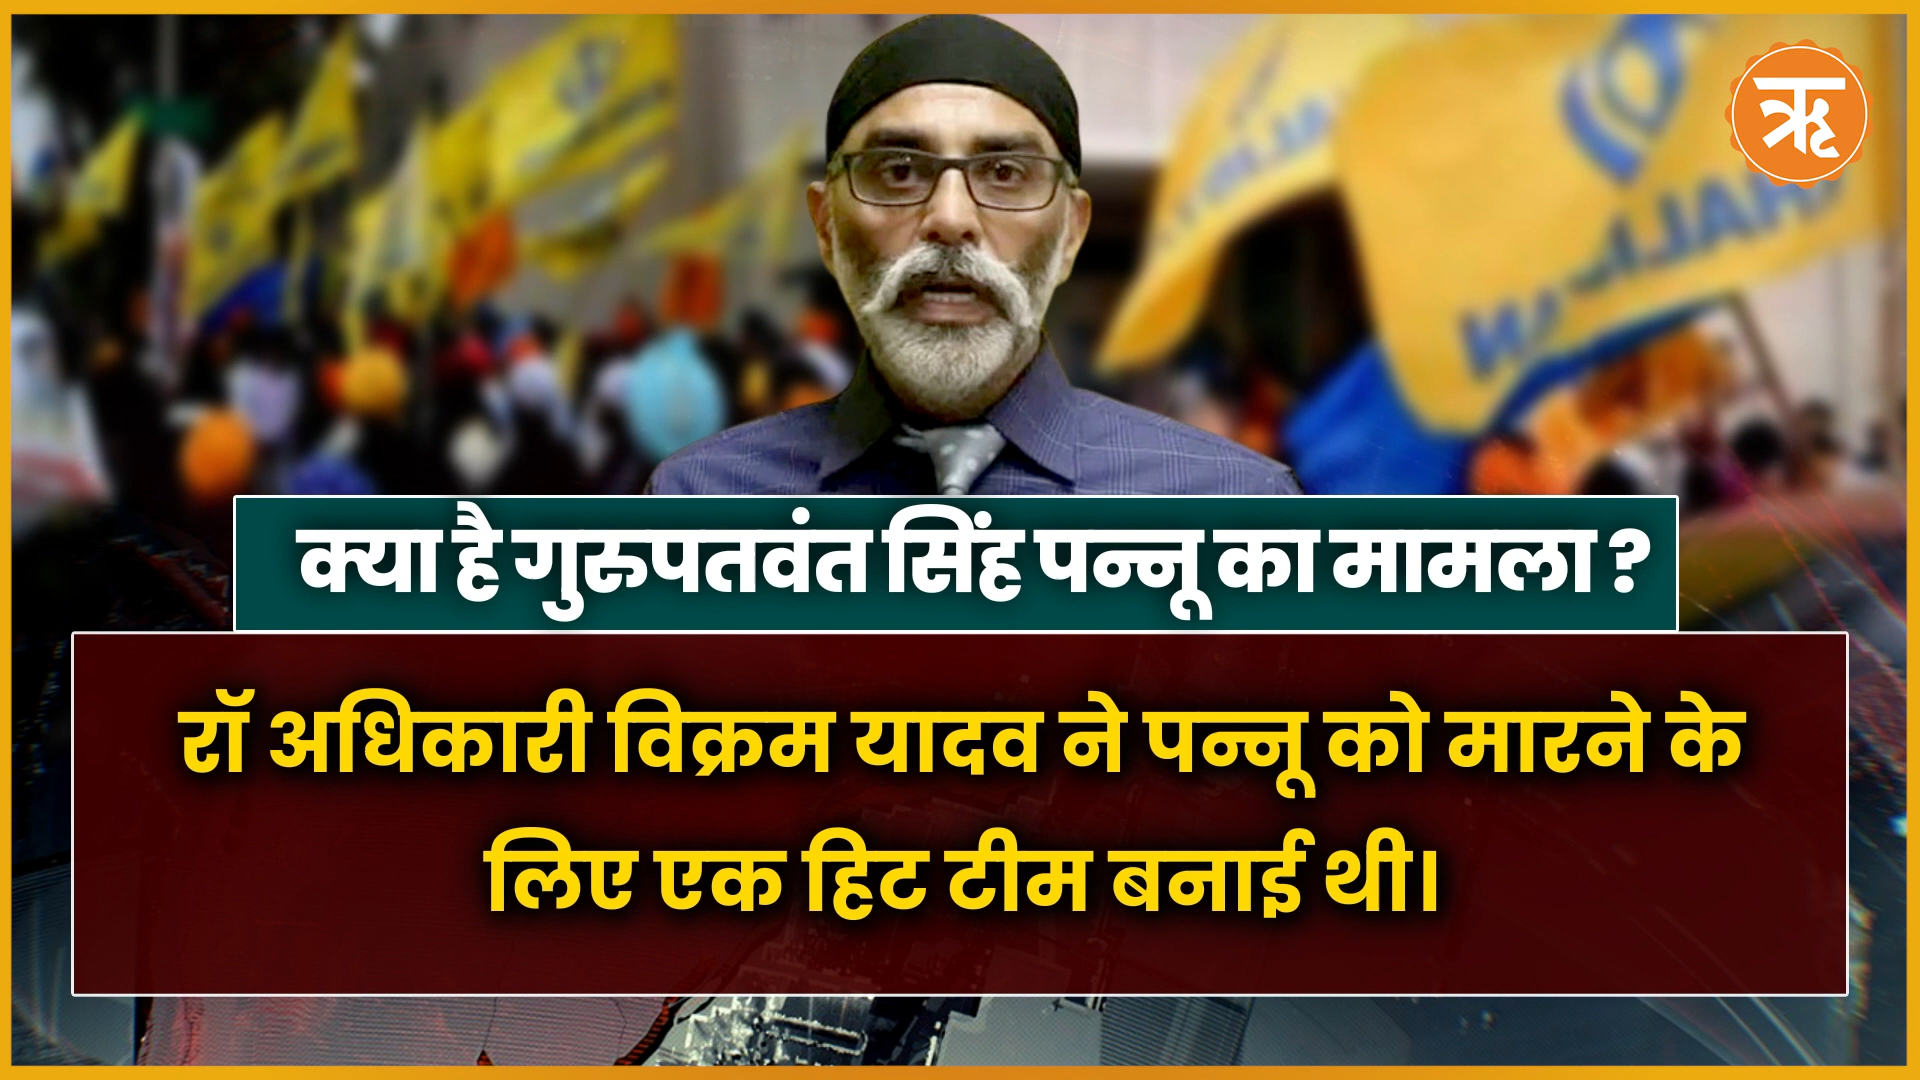 ऋ
क्या है गुरुपतवंत सिंह पन्नू का मामला ?
रॉ अधिकारी विक्रम यादव ने पन्नू को मारने के
लिए एक हिट टीम बनाई थी।